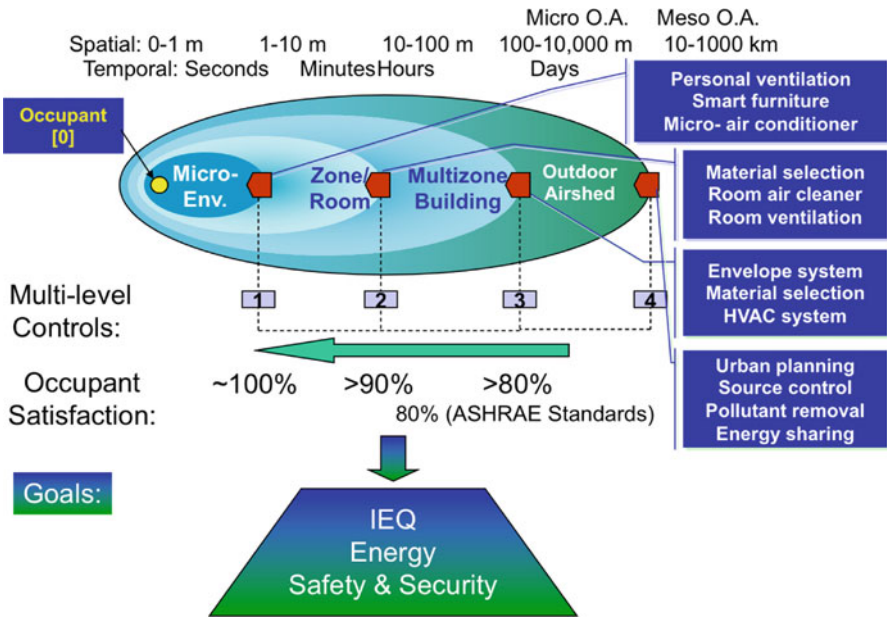 Micro O.A. Meso O.A.
Spatial: 0-1 m 1-10 m 10-100 m 100-10,000 m 10-1000 km
Temporal: Seconds Minutes Hours Days
Occupant
[0]
Micro-
Env.
Zone/
Room
Multizone
Building
Outdoor
Airshed
Personal ventilation
Smart furniture
Micro- air conditioner
Material selection
Room air cleaner
Room ventilation
Envelope system
Material selection
HVAC system
Urban planning
Source control
Pollutant removal
Energy sharing
Multi-level
Controls:
1 2 3 4
Occupant
Satisfaction:
~100% >90% >80%
80% (ASHRAE Standards)
Goals:
IEQ
Energy
Safety & Security